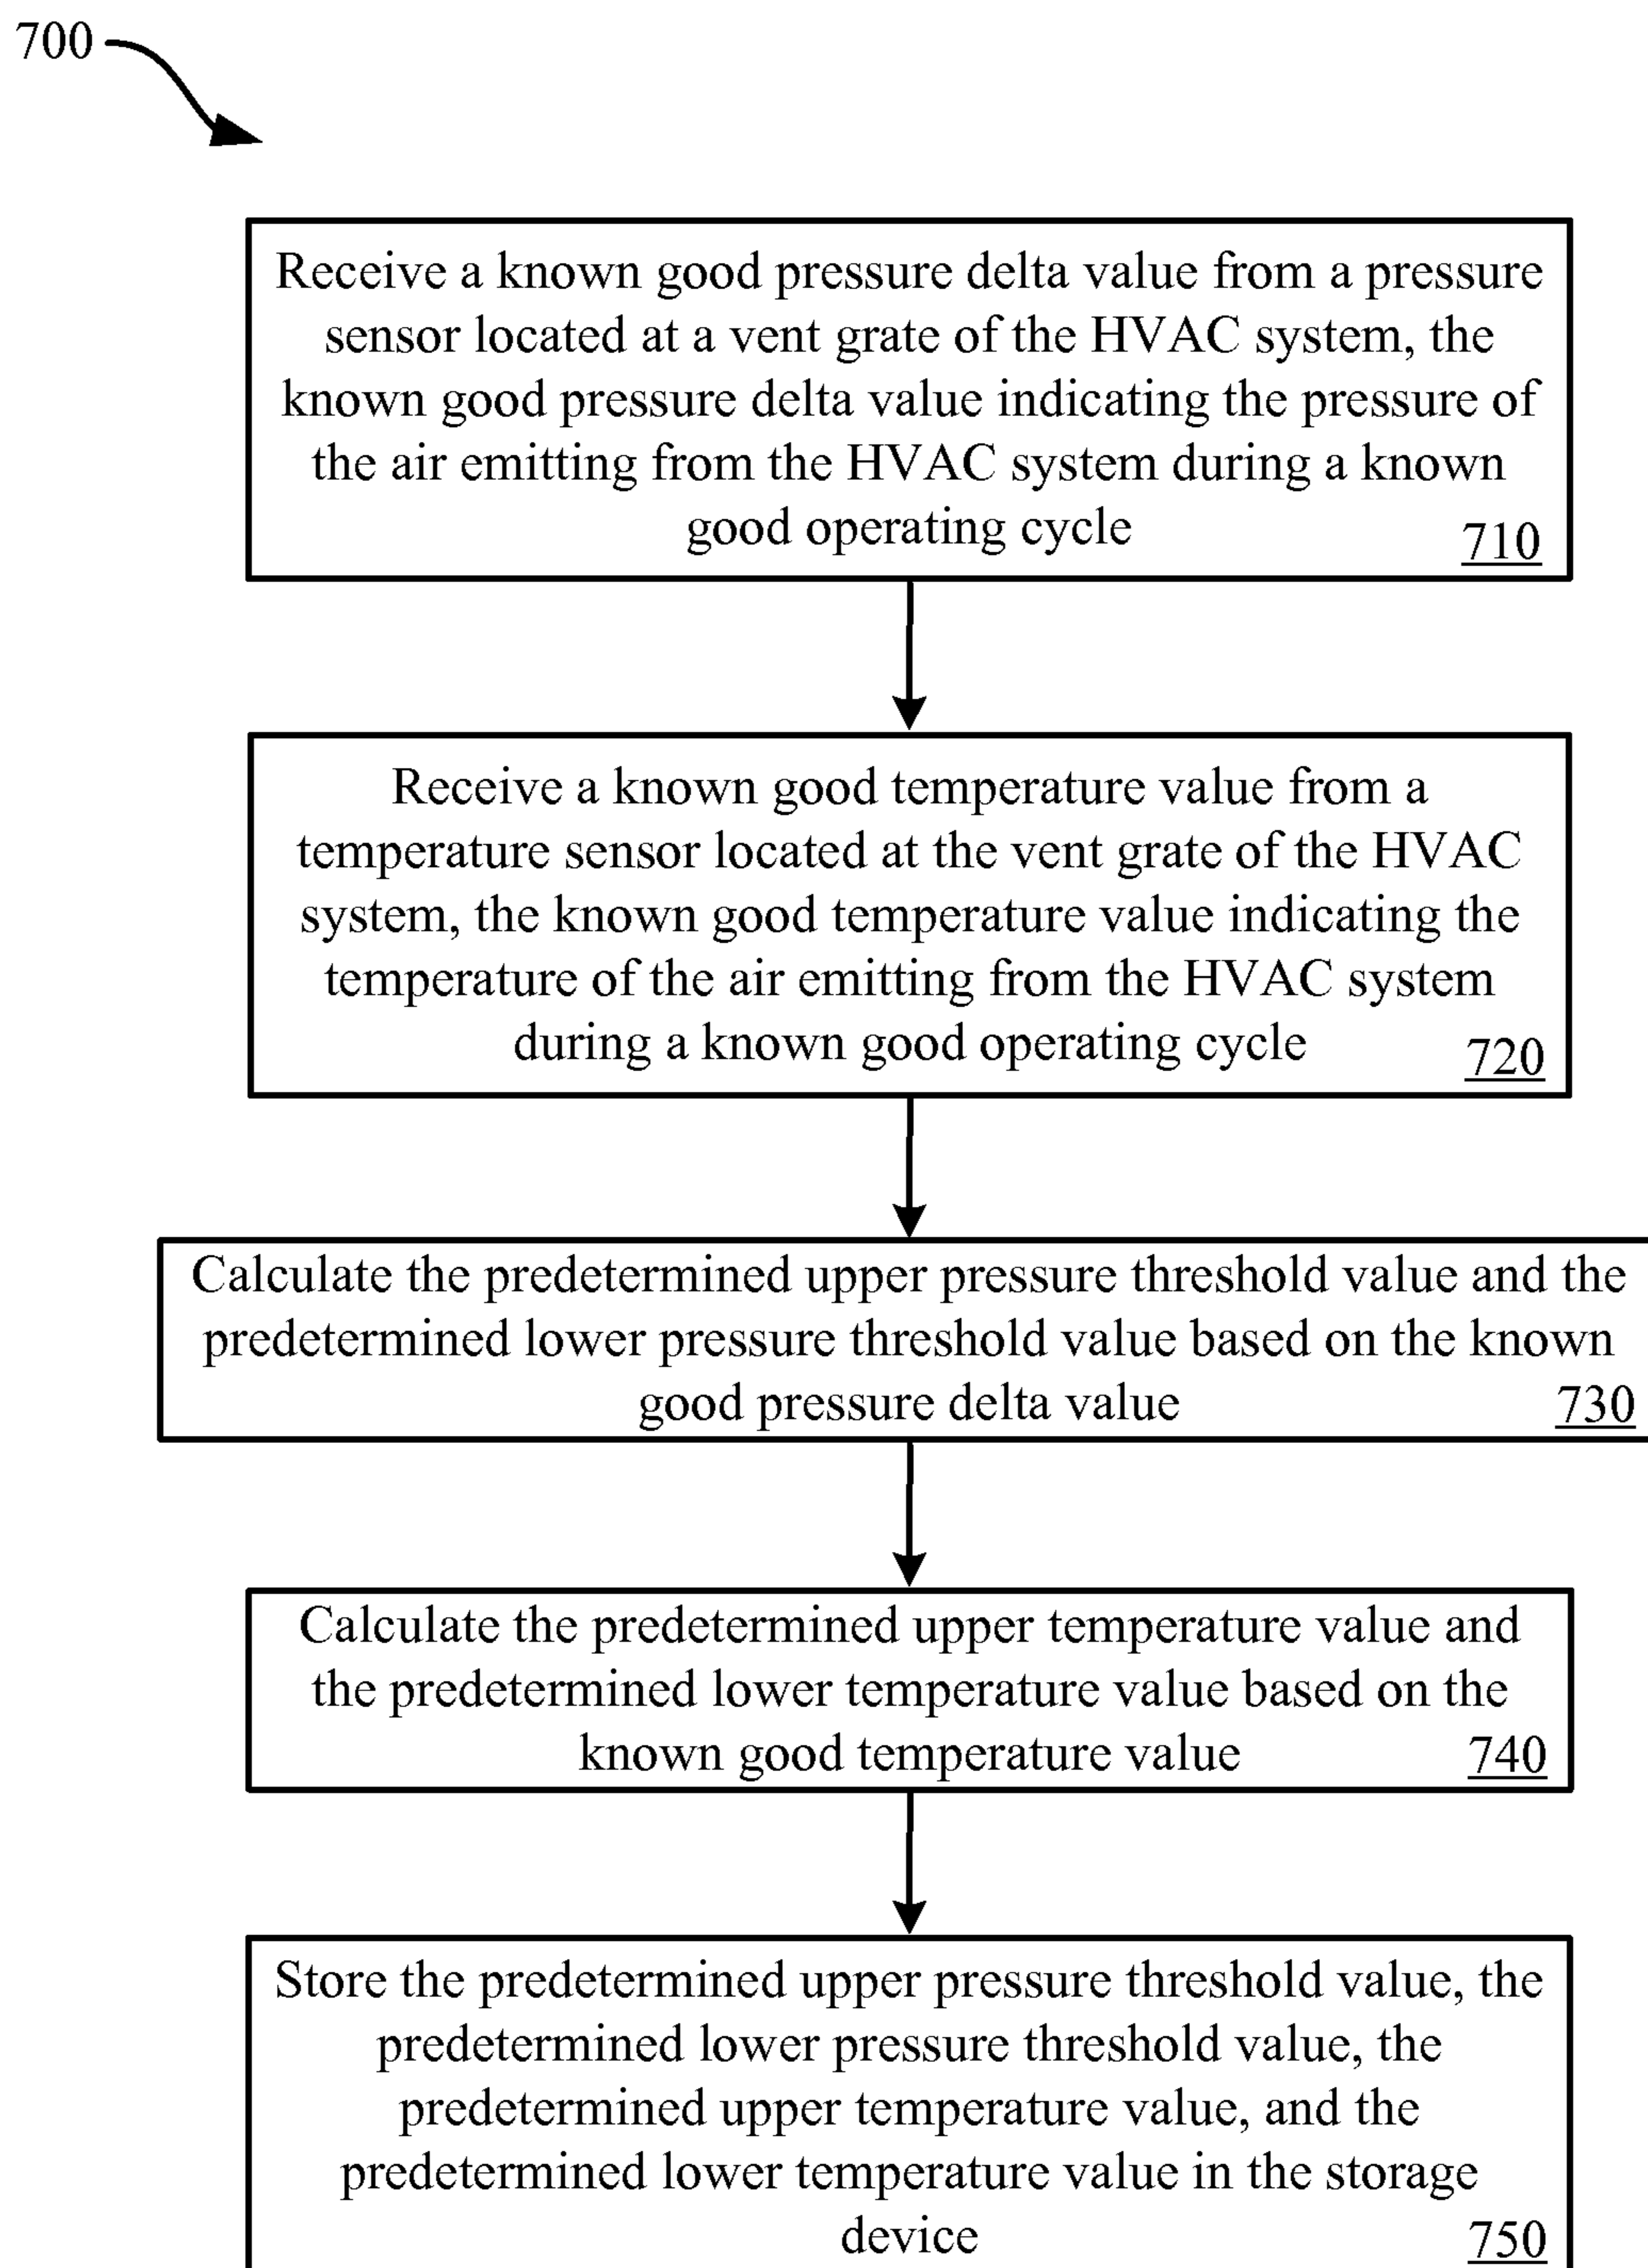 700
Receive a known good pressure delta value from a pressure
sensor located at a vent grate of the HVAC system, the
known good pressure delta value indicating the pressure of
the air emitting from the HVAC system during a known
good operating cycle 710
Receive a known good temperature value from a
temperature sensor located at the vent grate of the HVAC
system, the known good temperature value indicating the
temperature of the air emitting from the HVAC system
during a known good operating cycle 720
Calculate the predetermined upper pressure threshold value and the
predetermined lower pressure threshold value based on the known
good pressure delta value 730
Calculate the predetermined upper temperature value and
the predetermined lower temperature value based on the
known good temperature value 740
Store the predetermined upper pressure threshold value, the
predetermined lower pressure threshold value, the
predetermined upper temperature value, and the
predetermined lower temperature value in the storage
device 750